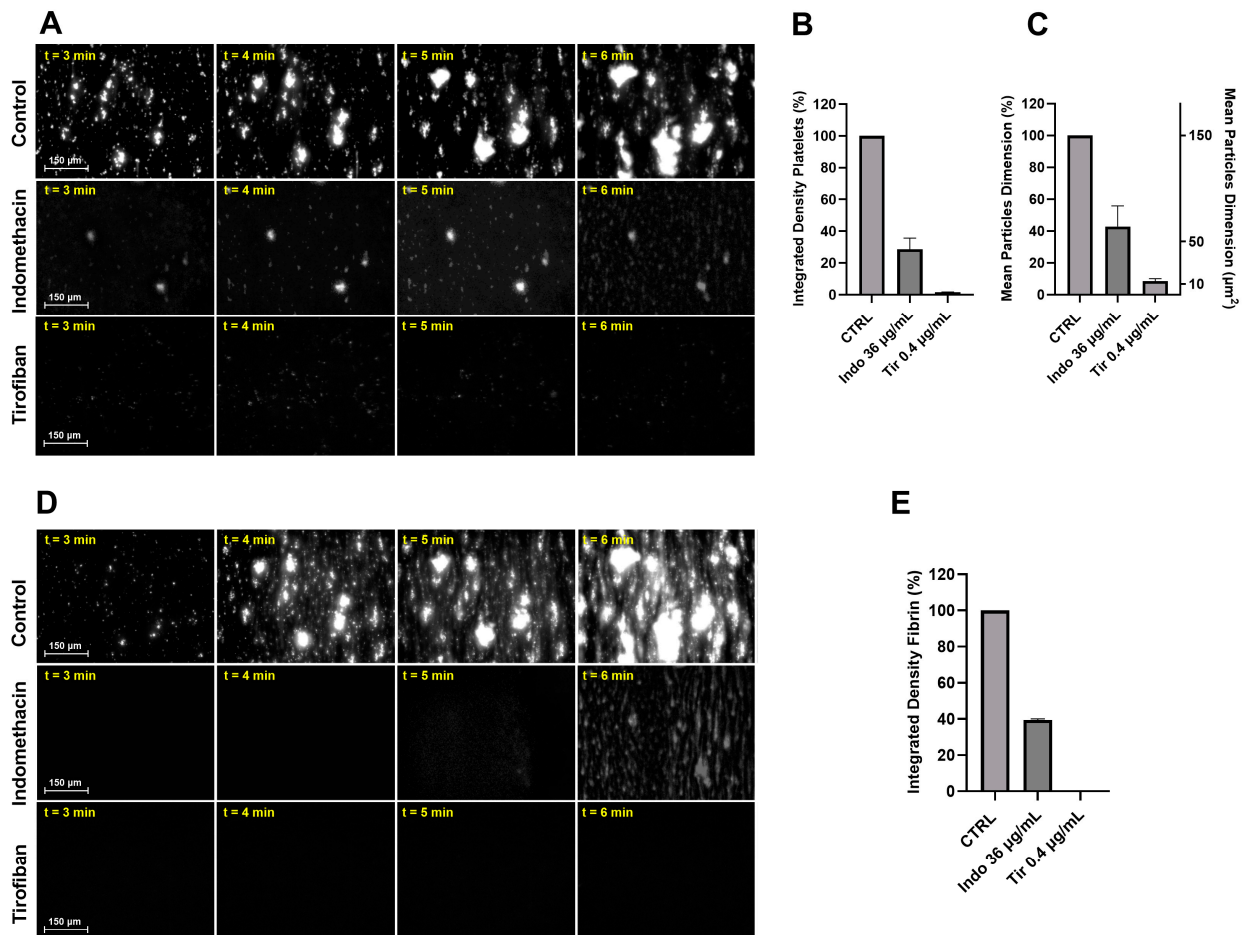 A
Control
t = 3 min
t = 4 min
t = 5 min
t = 6 min
150 µm
Indomethacin
t = 3 min
t = 4 min
t = 5 min
t = 6 min
150 µm
Tirofiban
t = 3 min
t = 4 min
t = 5 min
t = 6 min
150 µm
B
Integrated Density Platelets (%)
120
100
80
60
40
20
0
CTRL
Indo 36 µg/mL
Tir 0.4 µg/mL
C
Mean Particles Dimension (%)
120
100
80
60
40
20
0
CTRL
Indo 36 µg/mL
Tir 0.4 µg/mL
150
50
10
Mean Particles Dimension (µm²)
D
Control
t = 3 min
t = 4 min
t = 5 min
t = 6 min
150 µm
Indomethacin
t = 3 min
t = 4 min
t = 5 min
t = 6 min
150 µm
Tirofiban
t = 3 min
t = 4 min
t = 5 min
t = 6 min
150 µm
E
Integrated Density Fibrin (%)
120
100
80
60
40
20
0
CTRL
Indo 36 µg/mL
Tir 0.4 µg/mL